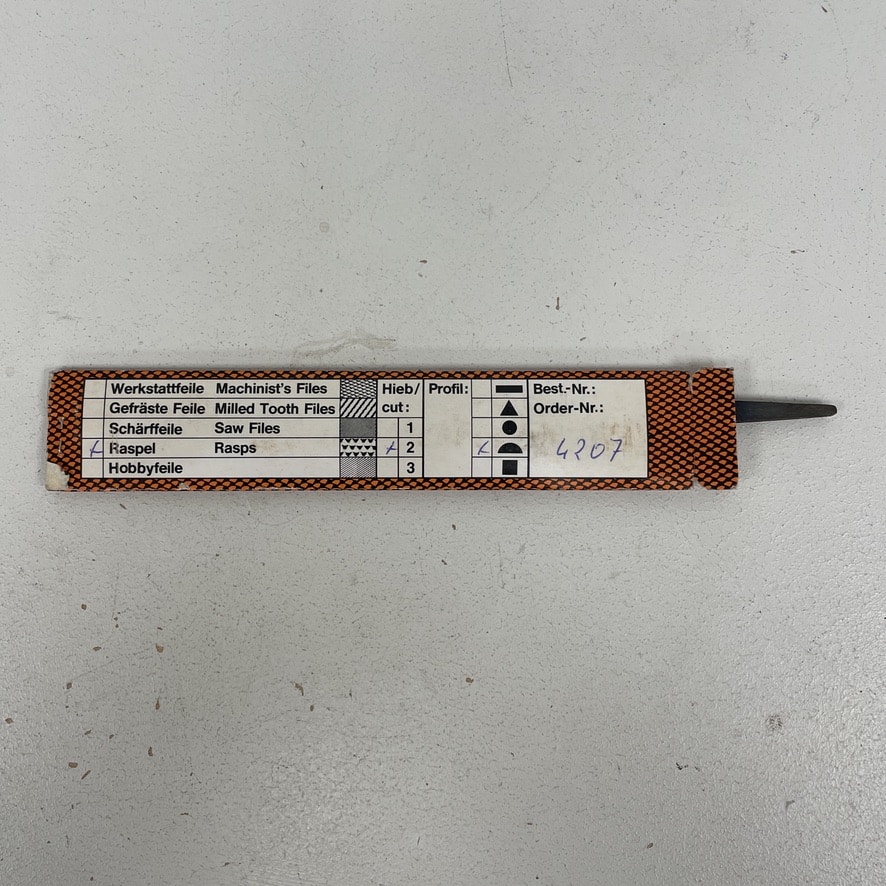 Werkstattfeile Machinist's Files Hieb/ Profil: Best.-Nr.:
Gefräste Feile Milled Tooth Files cut: Order-Nr.:
Schärffeile Saw Files 1
x Raspel Rasps x 2 x 4207
Hobbyfeile 3